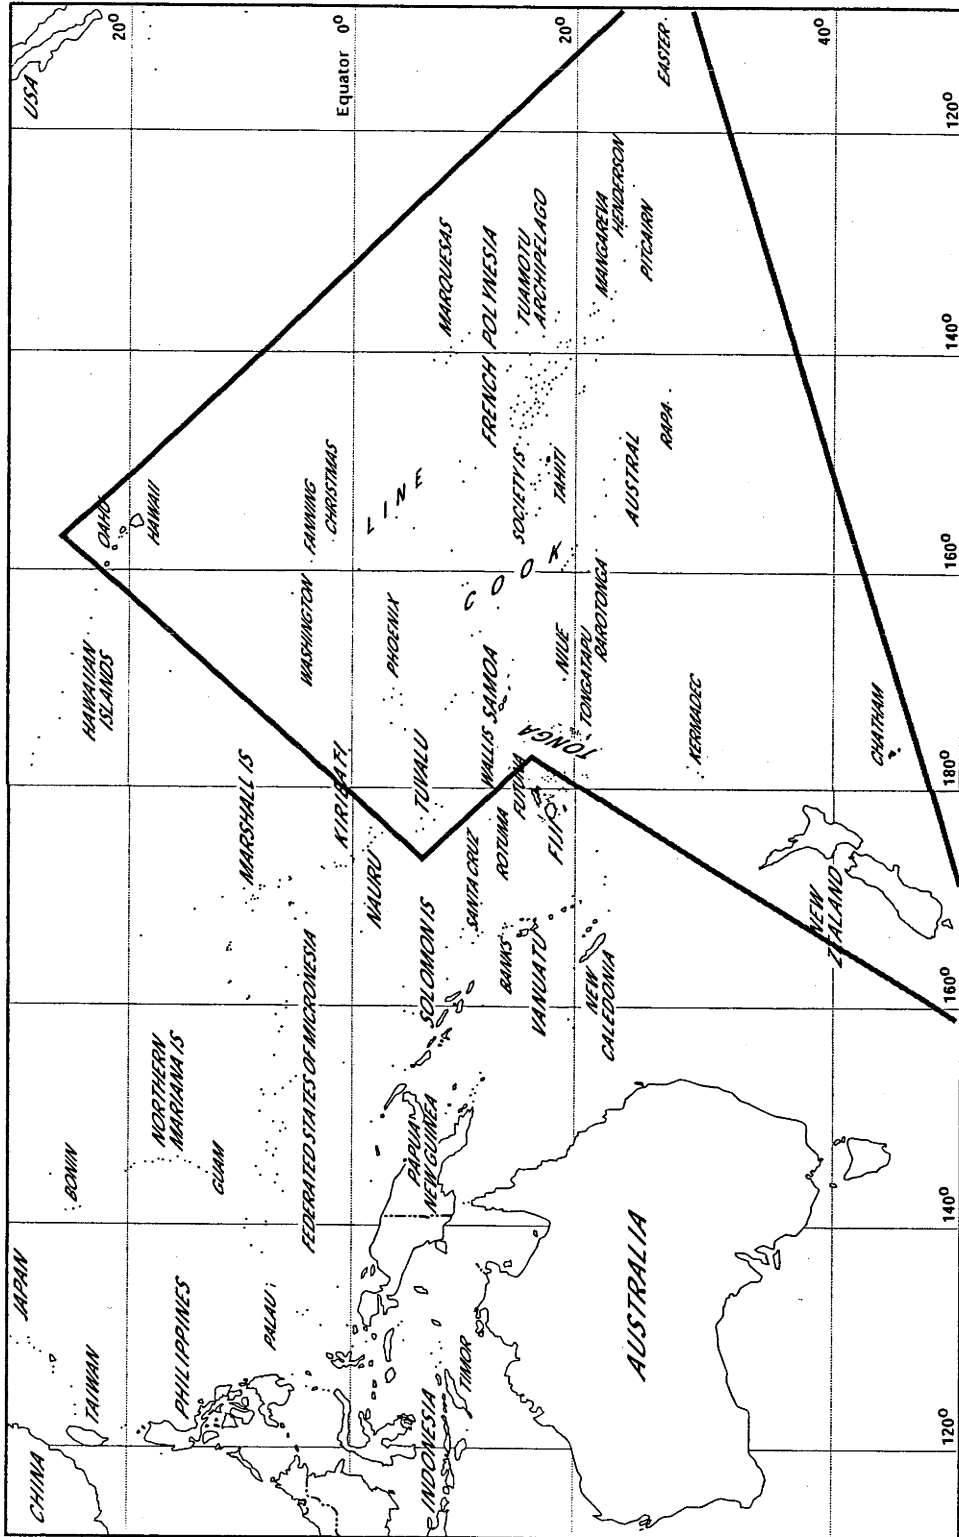 CHINA
TAIWAN
JAPAN
BONIN
HAWAIIAN
ISLANDS
OAHU
HAWAII
USA
20°
PHILIPPINES
NORTHERN
MARIANA IS
GUAM
PALAU
MARSHALL IS
FEDERATED STATES OF MICRONESIA
WASHINGTON
FANNING
CHRISTMAS
Equator 0°
KIRIBATI
NAURU
PHOENIX
LINE
INDONESIA
TIMOR
PAPUA
NEW GUINEA
SOLOMON IS
TUVALU
SANTA CRUZ
ROTUMA
WALLIS
FUTUNA
SAMOA
COOK
MARQUESAS
FRENCH POLYNESIA
TUAMOTU
ARCHIPELAGO
SOCIETY IS
TAHITI
BANKS
VANUATU
FIJI
TONGA
NIUE
TONGATAPU
RAROTONGA
20°
NEW
CALEDONIA
AUSTRAL
RAPA
MANGAREVA
HENDERSON
PITCAIRN
EASTER
AUSTRALIA
KERMADEC
NEW
ZEALAND
CHATHAM
40°
120°
140°
160°
180°
160°
140°
120°